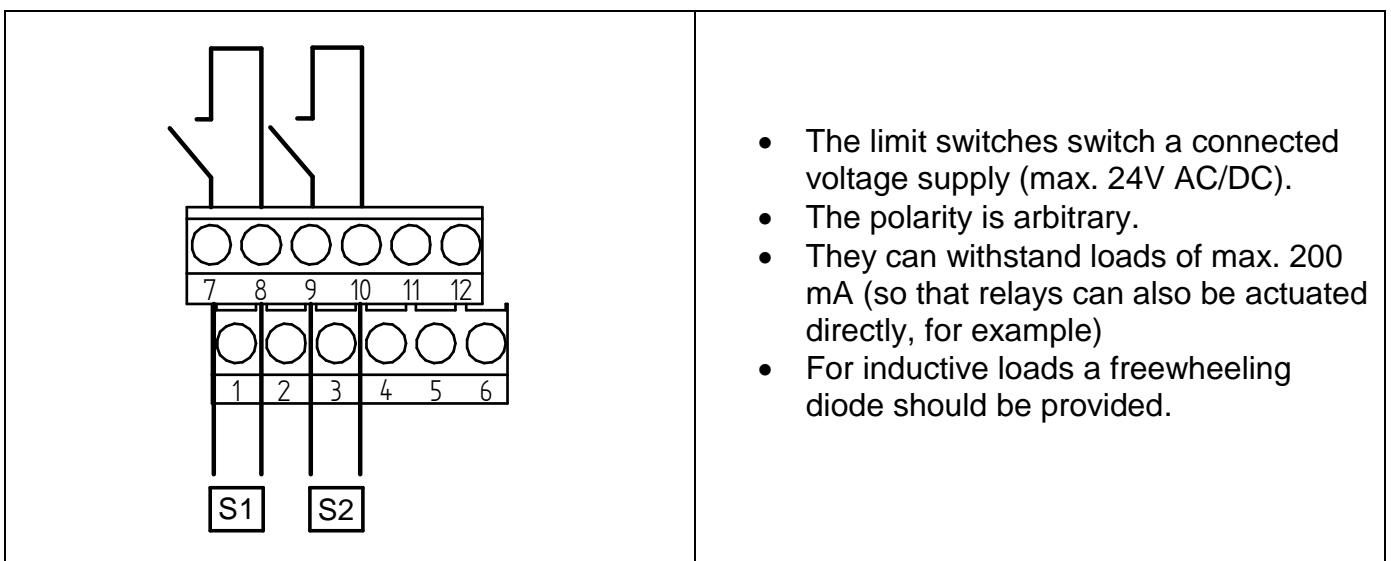 7 8 9 10 11 12
1 2 3 4 5 6
S1 S2
• The limit switches switch a connected
voltage supply (max. 24V AC/DC).
• The polarity is arbitrary.
• They can withstand loads of max. 200
mA (so that relays can also be actuated
directly, for example)
• For inductive loads a freewheeling
diode should be provided.